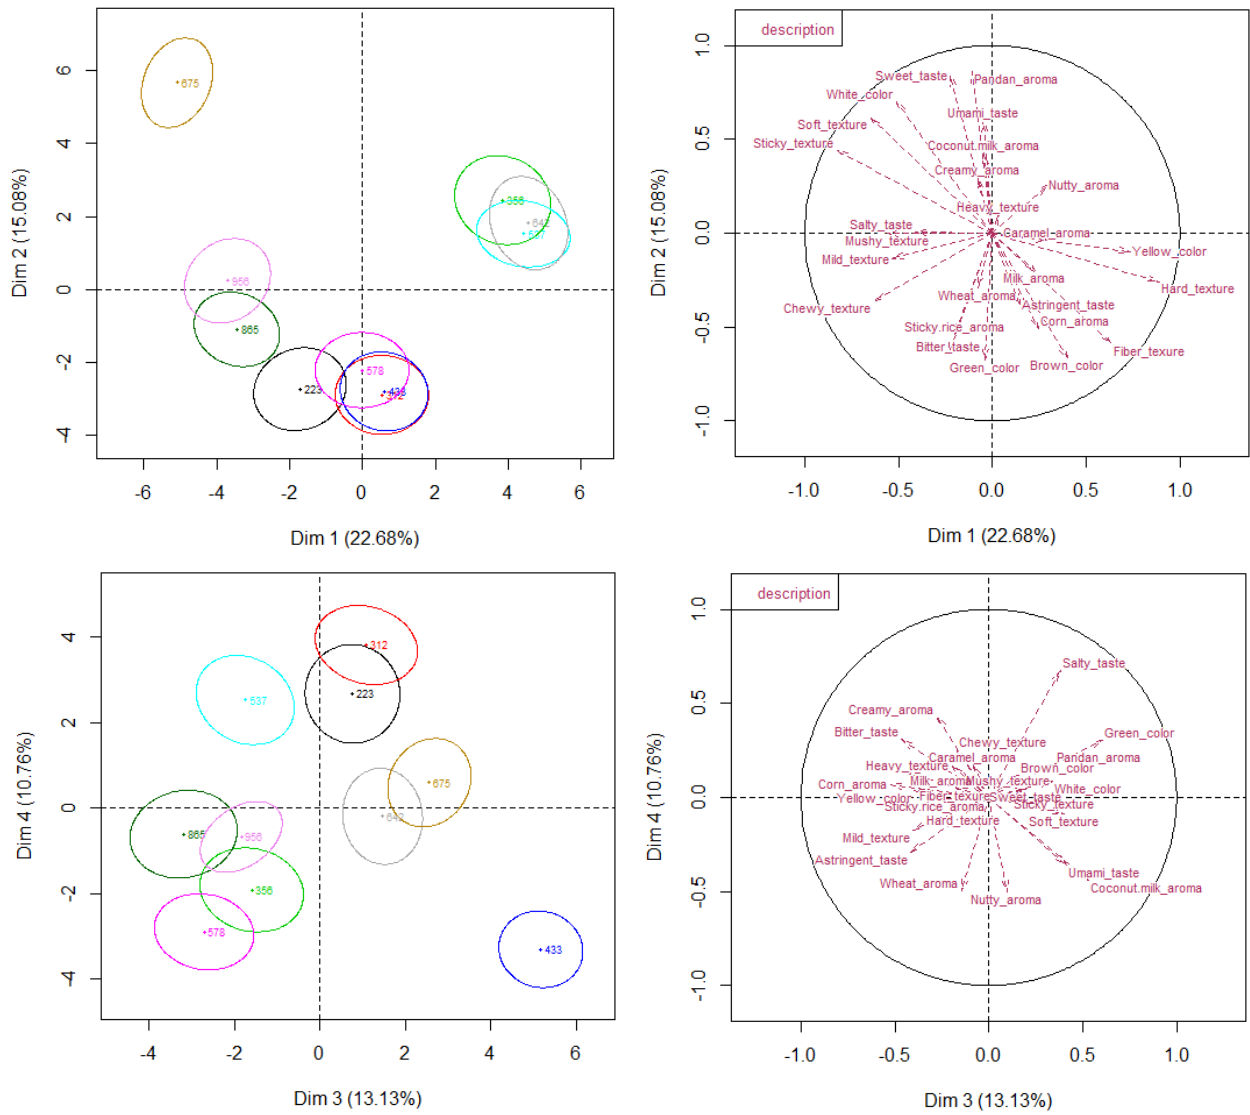 6
4
2
0
-2
-4
Dim 2 (15.08%)
675
356
642
537
956
865
578
223
433
312
-6 -4 -2 0 2 4 6
Dim 1 (22.68%)
description
1.0
0.5
0.0
-0.5
-1.0
Dim 2 (15.08%)
Sweet_taste
Pandan_aroma
White_color
Umami_taste
Soft_texture
Sticky_texture
Coconut.milk_aroma
Creamy_aroma
Nutty_aroma
Heavy_texture
Salty_taste
Caramel_aroma
Mushy_texture
Yellow_color
Mild_texture
Milk_aroma
Hard_texture
Wheat_aroma
Chewy_texture
Astringent_taste
Corn_aroma
Sticky.rice_aroma
Bitter_taste
Fiber_texure
Green_color
Brown_color
-1.0 -0.5 0.0 0.5 1.0
Dim 1 (22.68%)
4
2
0
-2
-4
Dim 4 (10.76%)
312
223
537
675
642
865
956
356
578
433
-4 -2 0 2 4 6
Dim 3 (13.13%)
description
1.0
0.5
0.0
-0.5
-1.0
Dim 4 (10.76%)
Salty_taste
Creamy_aroma
Bitter_taste
Green_color
Chewy_texture
Caramel_aroma
Pandan_aroma
Heavy_texture
Brown_color
Corn_aroma
Milk_aroma
Mushy_texture
White_color
Yellow_color
Fiber_texure
Sweet_taste
Sticky.rice_aroma
Sticky_texture
Hard_texture
Soft_texture
Mild_texture
Astringent_taste
Umami_taste
Wheat_aroma
Coconut.milk_aroma
Nutty_aroma
-1.0 -0.5 0.0 0.5 1.0
Dim 3 (13.13%)